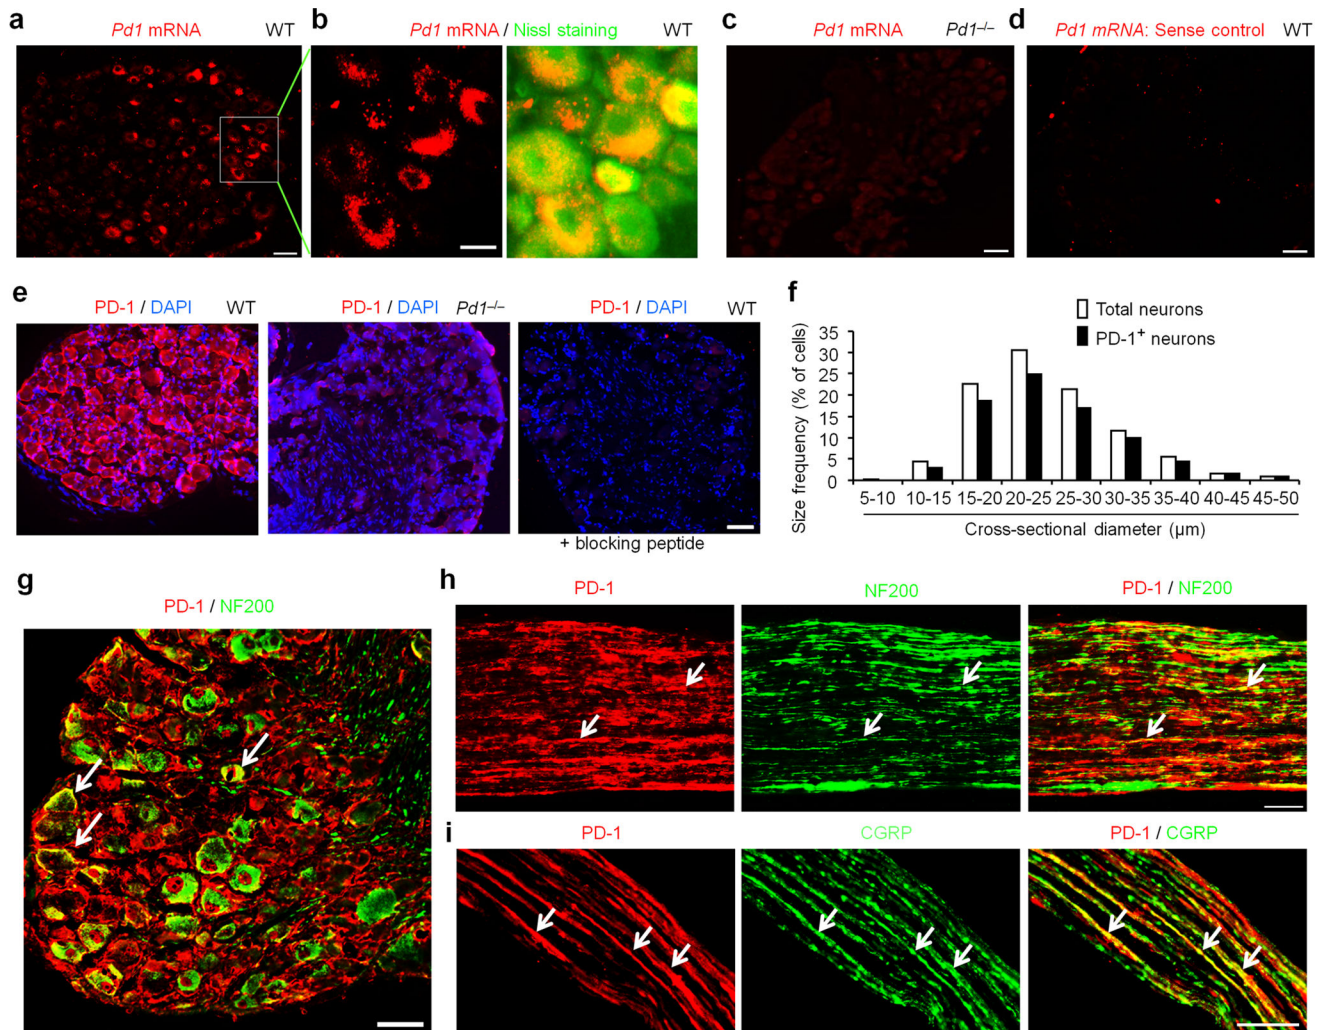 a
Pd1 mRNA
WT
b
Pd1 mRNA / Nissl staining
WT
c
Pd1 mRNA
Pd1–/–
d
Pd1 mRNA: Sense control
WT
e
PD-1 / DAPI
WT
PD-1 / DAPI
Pd1–/–
PD-1 / DAPI
WT
+ blocking peptide
f
Total neurons
PD-1+ neurons
Size frequency (% of cells)
35
30
25
20
15
10
5
0
5-10 10-15 15-20 20-25 25-30 30-35 35-40 40-45 45-50
Cross-sectional diameter (µm)
g
PD-1 / NF200
h
PD-1
NF200
PD-1 / NF200
i
PD-1
CGRP
PD-1 / CGRP